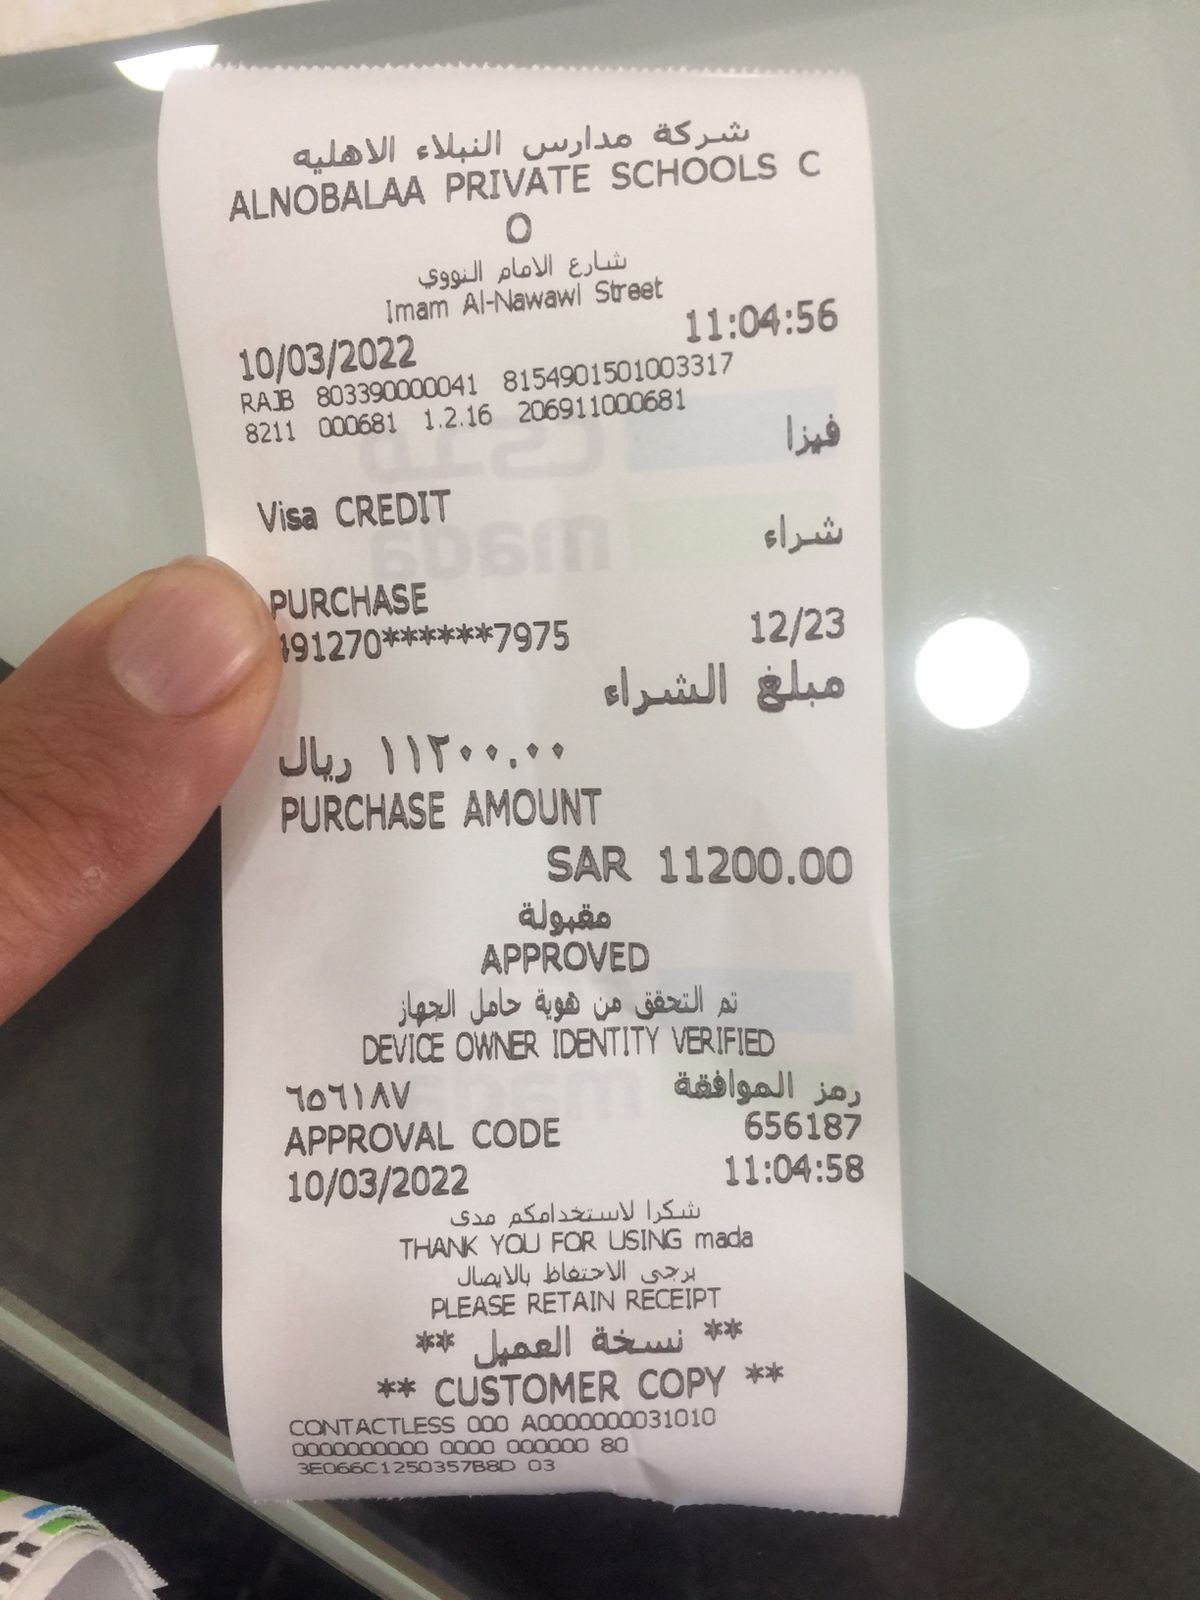 شركة مدارس النبلاء الاهليه
ALNOBALAA PRIVATE SCHOOLS C
O
شارع الامام النووي
Imam Al-Nawawi Street
10/03/2022 11:04:56
RAJB 803390000041 8154901501003317
8211 000681 1.2.16 206911000681
فيزا
Visa CREDIT
شراء
PURCHASE
491270******7975 12/23
مبلغ الشراء
١١٢٠٠.٠٠ ريال
PURCHASE AMOUNT
SAR 11200.00
مقبولة
APPROVED
تم التحقق من هوية حامل الجهاز
DEVICE OWNER IDENTITY VERIFIED
رمز الموافقة ٦٥٦١٨٧
APPROVAL CODE 656187
10/03/2022 11:04:58
شكرا لاستخدامكم مدى
THANK YOU FOR USING mada
يرجى الاحتفاظ بالايصال
PLEASE RETAIN RECEIPT
** نسخة العميل **
** CUSTOMER COPY **
CONTACTLESS 000 A0000000031010
0000000000 0000 000000 80
3E066C1250357B8D 03